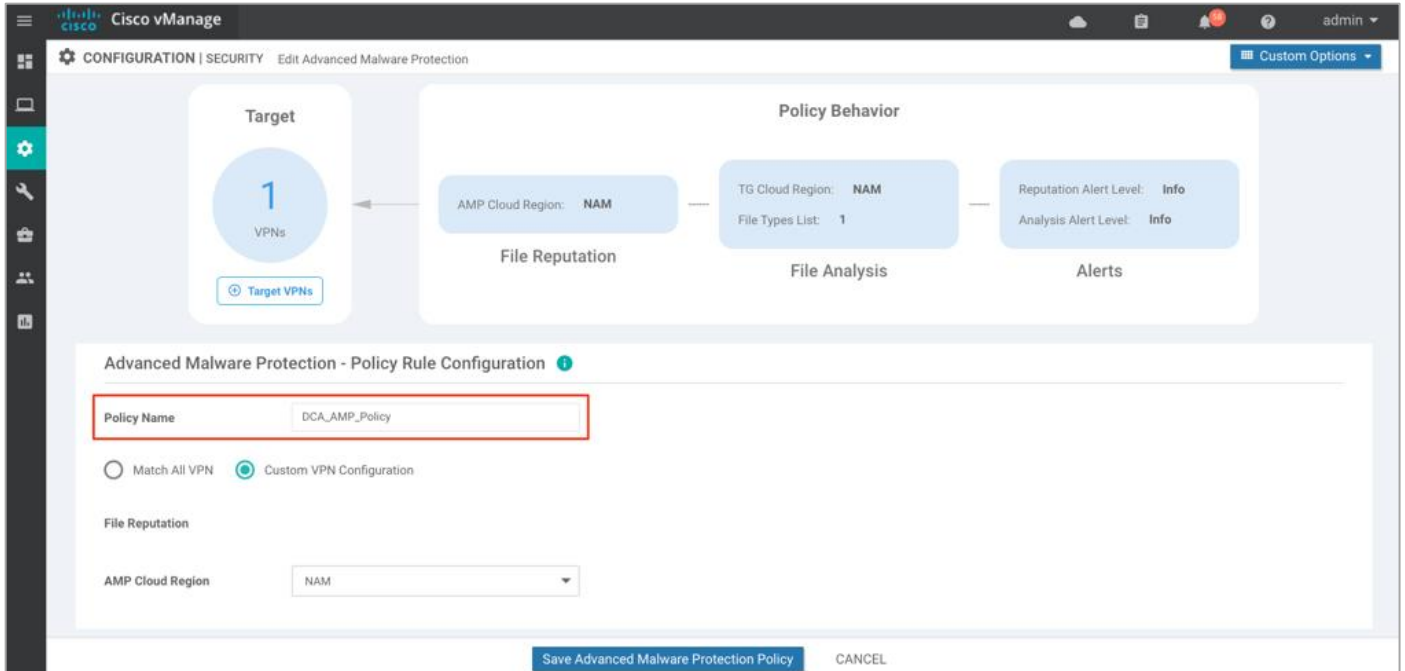 CISCO Cisco vManage
admin
CONFIGURATION | SECURITY Edit Advanced Malware Protection
Custom Options
Target
1
VPNs
Target VPNs
Policy Behavior
AMP Cloud Region: NAM
File Reputation
TG Cloud Region: NAM
File Types List: 1
File Analysis
Reputation Alert Level: Info
Analysis Alert Level: Info
Alerts
Advanced Malware Protection - Policy Rule Configuration
Policy Name DCA_AMP_Policy
Match All VPN Custom VPN Configuration
File Reputation
AMP Cloud Region NAM
Save Advanced Malware Protection Policy CANCEL